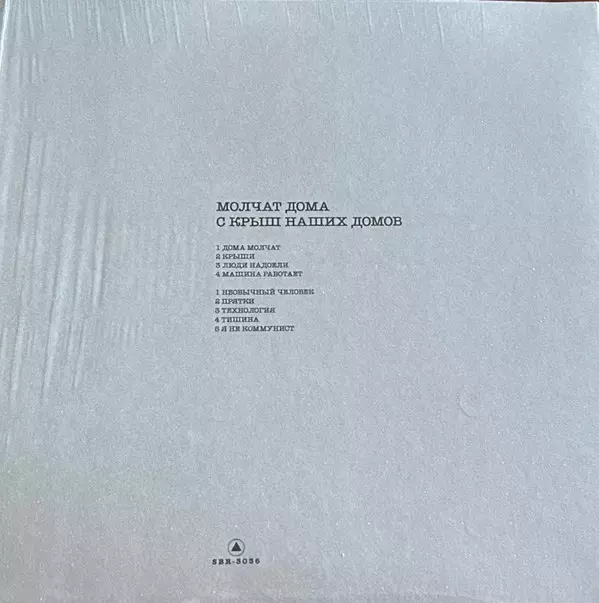 МОЛЧАТ ДОМА
С КРЫШ НАШИХ ДОМОВ
1 ДОМА МОЛЧАТ
2 КРЫШИ
3 ЛЮДИ НАДОЕЛИ
4 МАШИНА РАБОТАЕТ
1 НЕОБЫЧНЫЙ ЧЕЛОВЕК
2 ПРЯТКИ
3 ТЕХНОЛОГИЯ
4 ТИШИНА
5 Я НЕ КОММУНИСТ
SBR-3036